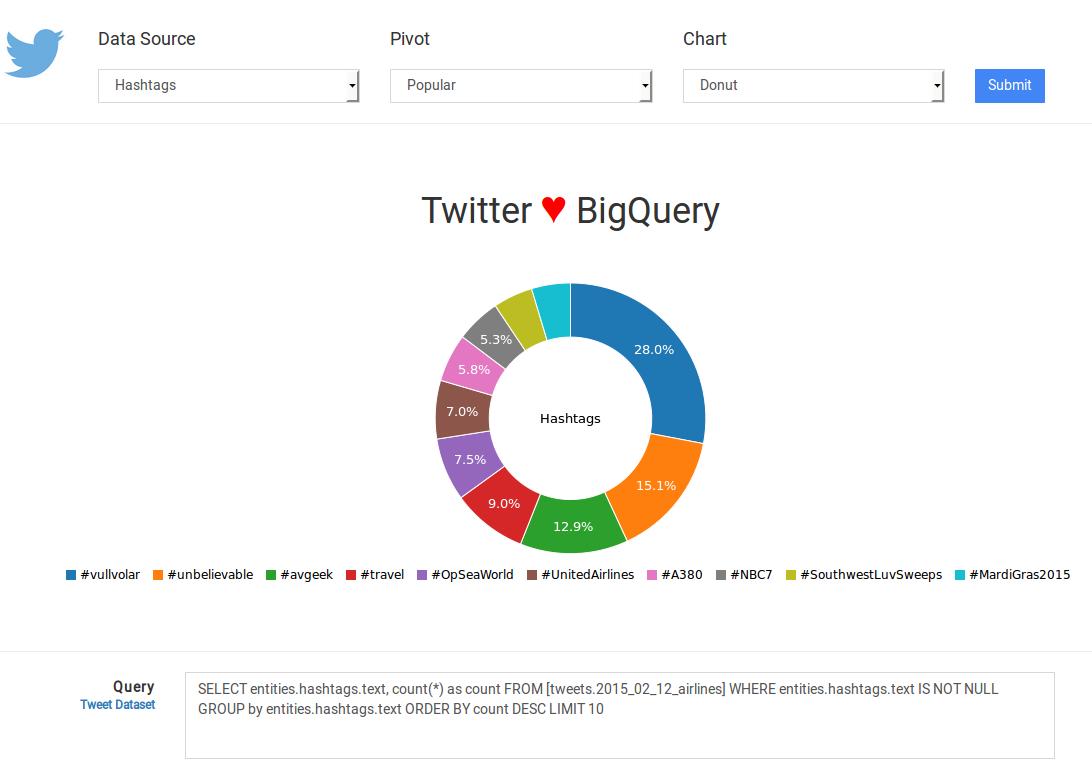 Data Source Pivot Chart
Hashtags Popular Donut Submit
Twitter ♥ BigQuery
28.0%
5.3%
5.8%
7.0%
Hashtags
7.5%
15.1%
9.0%
12.9%
#vullvolar #unbelievable #avgeek #travel #OpSeaWorld #UnitedAirlines #A380 #NBC7 #SouthwestLuvSweeps #MardiGras2015
Query
Tweet Dataset
SELECT entities.hashtags.text, count(*) as count FROM [tweets.2015_02_12_airlines] WHERE entities.hashtags.text IS NOT NULL
GROUP by entities.hashtags.text ORDER BY count DESC LIMIT 10